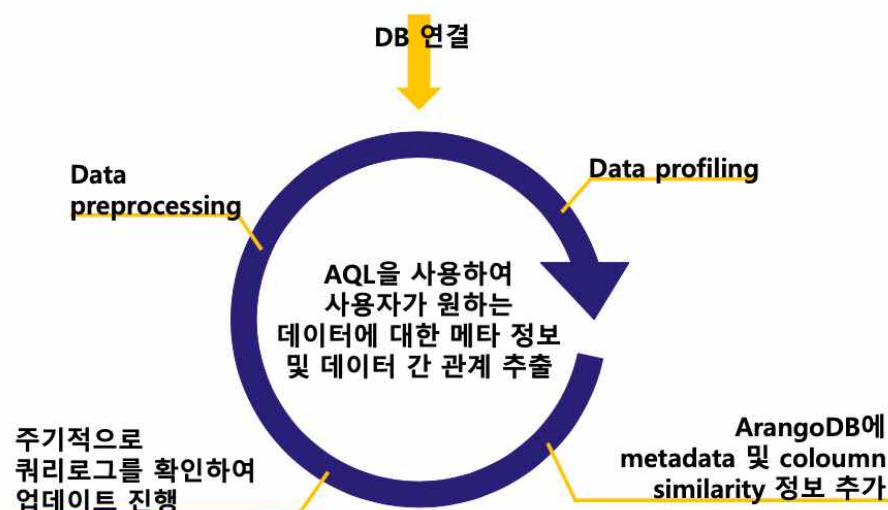 DB 연결
Data
preprocessing
Data profiling
AQL을 사용하여
사용자가 원하는
데이터에 대한 메타 정보
및 데이터 간 관계 추출
주기적으로
쿼리로그를 확인하여
업데이트 진행
ArangoDB에
metadata 및 coloumn
similarity 정보 추가